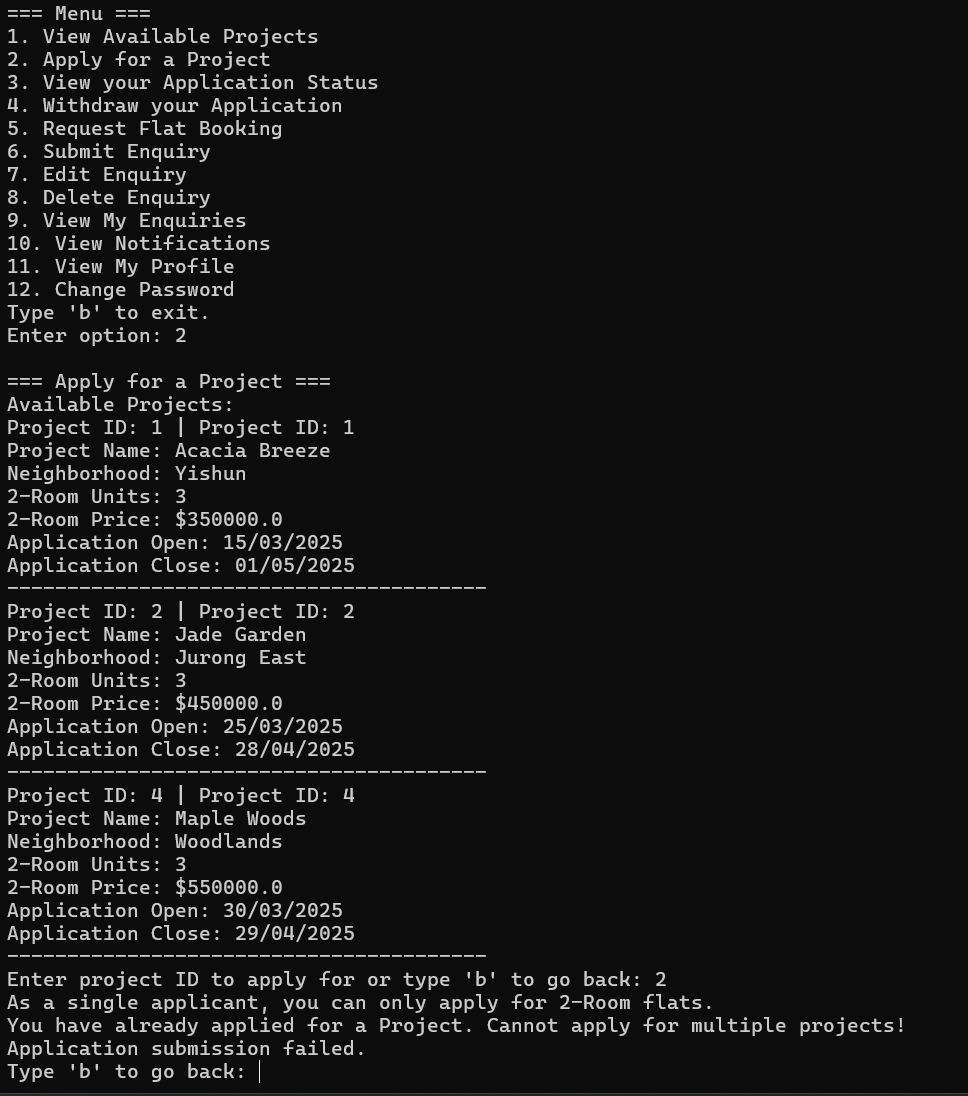 === Menu ===
1. View Available Projects
2. Apply for a Project
3. View your Application Status
4. Withdraw your Application
5. Request Flat Booking
6. Submit Enquiry
7. Edit Enquiry
8. Delete Enquiry
9. View My Enquiries
10. View Notifications
11. View My Profile
12. Change Password
Type 'b' to exit.
Enter option: 2

=== Apply for a Project ===
Available Projects:
Project ID: 1 | Project ID: 1
Project Name: Acacia Breeze
Neighborhood: Yishun
2-Room Units: 3
2-Room Price: $350000.0
Application Open: 15/03/2025
Application Close: 01/05/2025
----------------------------------------
Project ID: 2 | Project ID: 2
Project Name: Jade Garden
Neighborhood: Jurong East
2-Room Units: 3
2-Room Price: $450000.0
Application Open: 25/03/2025
Application Close: 28/04/2025
----------------------------------------
Project ID: 4 | Project ID: 4
Project Name: Maple Woods
Neighborhood: Woodlands
2-Room Units: 3
2-Room Price: $550000.0
Application Open: 30/03/2025
Application Close: 29/04/2025
----------------------------------------
Enter project ID to apply for or type 'b' to go back: 2
As a single applicant, you can only apply for 2-Room flats.
You have already applied for a Project. Cannot apply for multiple projects!
Application submission failed.
Type 'b' to go back: